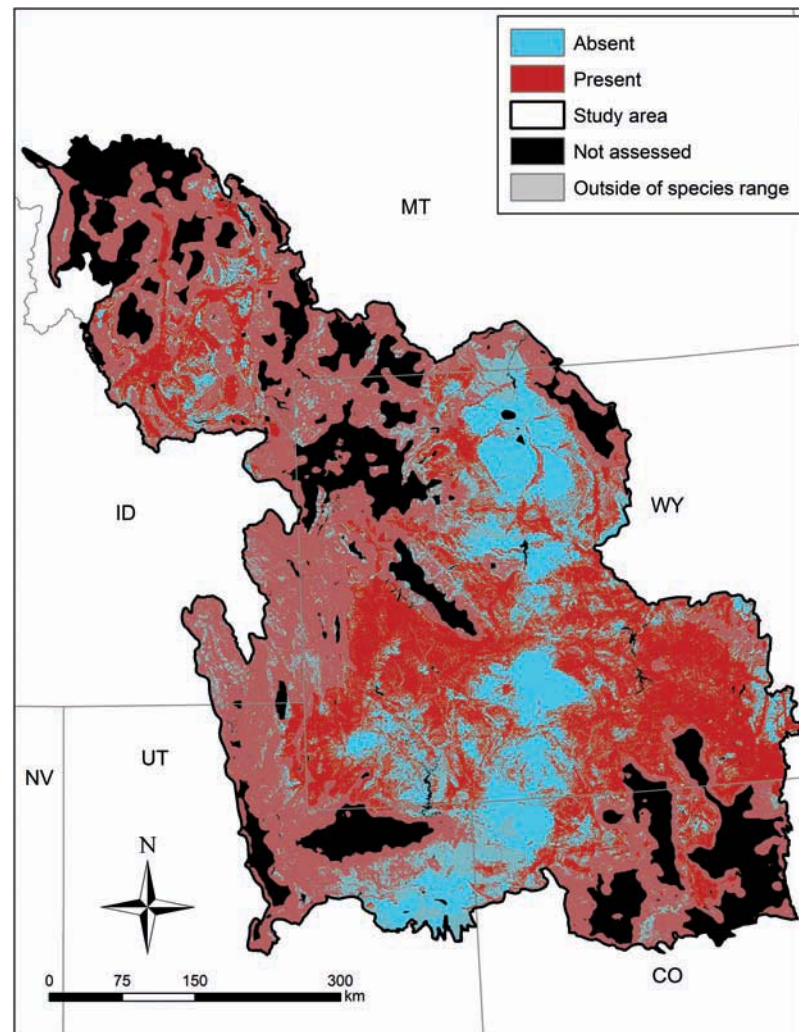 Absent
Present
Study area
Not assessed
Outside of species range
MT
ID
WY
NV
UT
N
0 75 150 300
km
CO